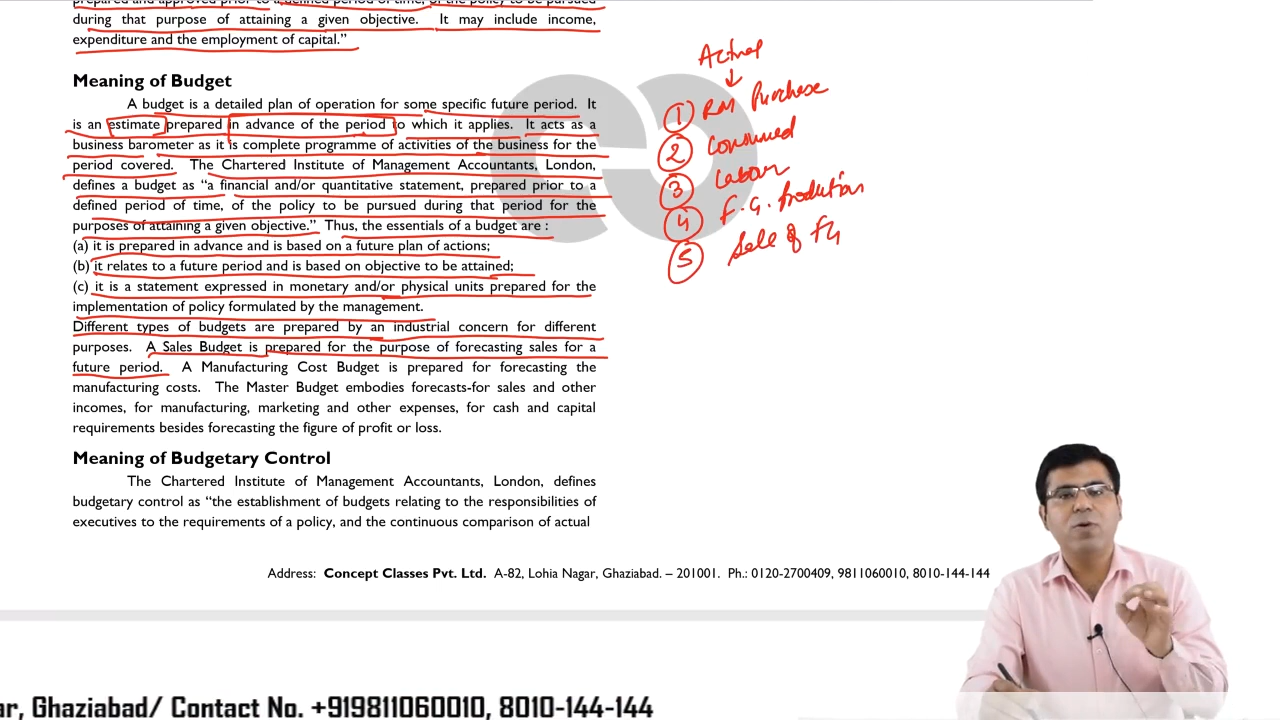 prepared and approved prior to a defined period of time, of the policy to be pursued
during that purpose of attaining a given objective. It may include income,
expenditure and the employment of capital.”
Meaning of Budget
A budget is a detailed plan of operation for some specific future period. It
is an estimate prepared in advance of the period to which it applies. It acts as a
business barometer as it is complete programme of activities of the business for the
period covered. The Chartered Institute of Management Accountants, London,
defines a budget as “a financial and/or quantitative statement, prepared prior to a
defined period of time, of the policy to be pursued during that period for the
purposes of attaining a given objective.” Thus, the essentials of a budget are :
(a) it is prepared in advance and is based on a future plan of actions;
(b) it relates to a future period and is based on objective to be attained;
(c) it is a statement expressed in monetary and/or physical units prepared for the
implementation of policy formulated by the management.
Different types of budgets are prepared by an industrial concern for different
purposes. A Sales Budget is prepared for the purpose of forecasting sales for a
future period. A Manufacturing Cost Budget is prepared for forecasting the
manufacturing costs. The Master Budget embodies forecasts-for sales and other
incomes, for manufacturing, marketing and other expenses, for cash and capital
requirements besides forecasting the figure of profit or loss.
Meaning of Budgetary Control
The Chartered Institute of Management Accountants, London, defines
budgetary control as “the establishment of budgets relating to the responsibilities of
executives to the requirements of a policy, and the continuous comparison of actual
Actual
1 RM Purchase
2 Consumed
3 Labour
4 F.G. Production
5 Sale of FG
Address: Concept Classes Pvt. Ltd. A-82, Lohia Nagar, Ghaziabad. – 201001. Ph.: 0120-2700409, 9811060010, 8010-144-144
ar, Ghaziabad/ Contact No. +919811060010, 8010-144-144